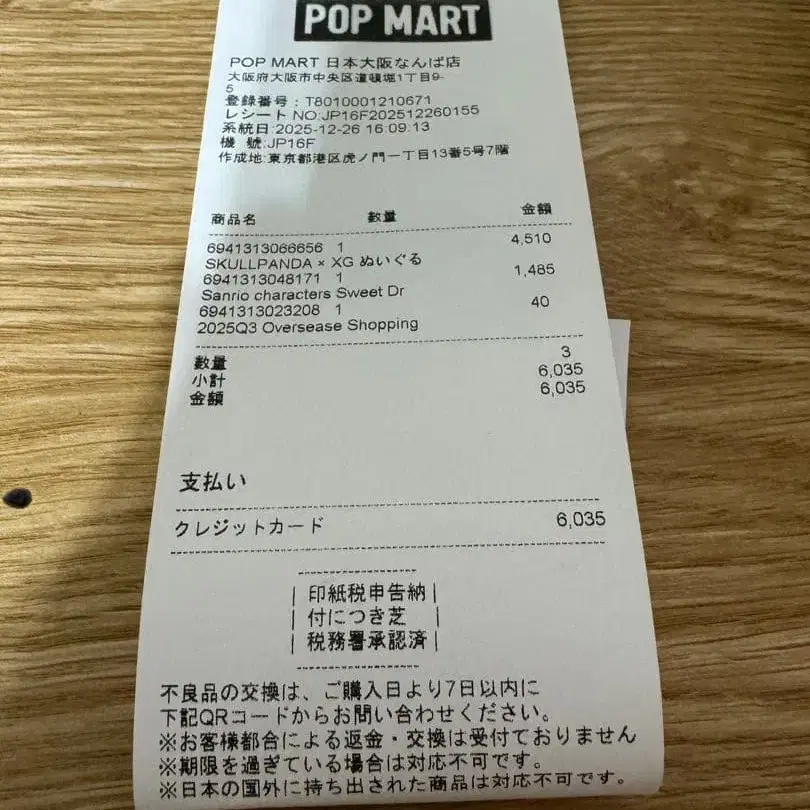 POP MART
POP MART 日本大阪なんば店
大阪府大阪市中央区道頓堀1丁目9-
5
登録番号：T8010001210671
レシート NO:JP16F202512260155
系統日:2025-12-26 16:09:13
機 號:JP16F
作成地:東京都港区虎ノ門一丁目13番5号7階
商品名 数量 金額
6941313066656 1 4,510
SKULLPANDA × XG ぬいぐる
6941313048171 1 1,485
Sanrio characters Sweet Dr
6941313023208 1 40
2025Q3 Oversease Shopping
数量 3
小計 6,035
金額 6,035
支払い
クレジットカード 6,035
印紙税申告納
付につき芝
税務署承認済
不良品の交換は、ご購入日より7日以内に
下記QRコードからお問い合わせください。
※お客様都合による返金・交換は受付ておりません
※期限を過ぎている場合は対応不可です。
※日本の国外に持ち出された商品は対応不可です。